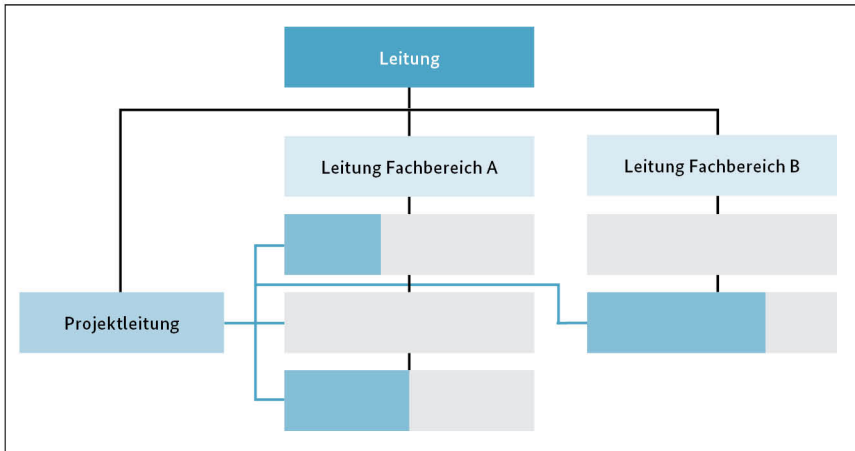 Leitung
Leitung Fachbereich A
Leitung Fachbereich B
Projektleitung